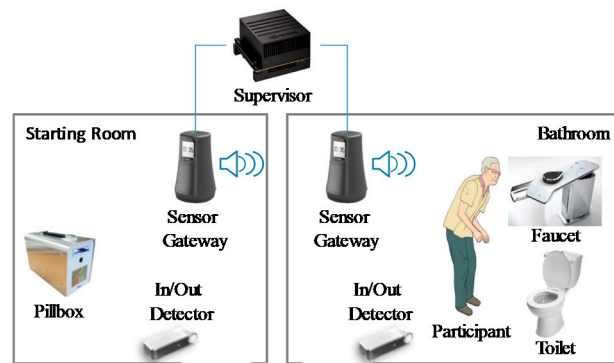 Supervisor
Starting Room
Bathroom
Sensor
Gateway
Sensor
Gateway
Faucet
Pillbox
In/Out
Detector
In/Out
Detector
Participant
Toilet